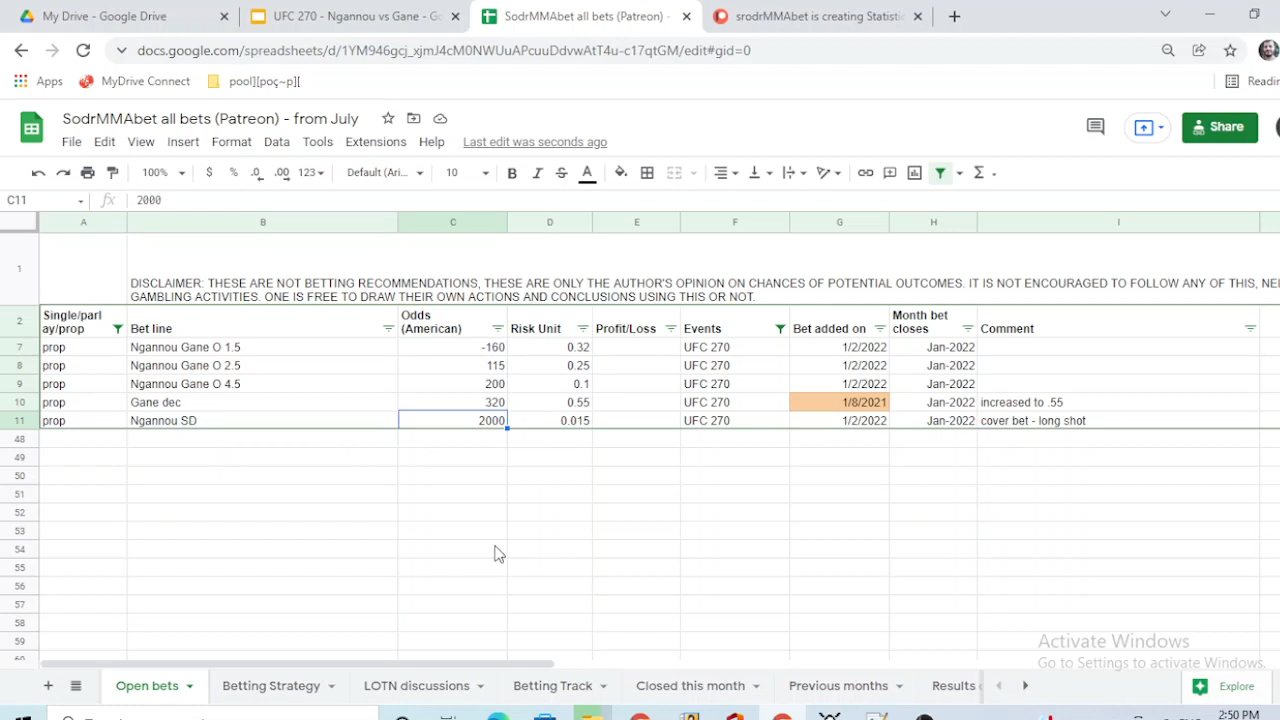 My Drive - Google Drive
UFC 270 - Ngannou vs Gane - Go
SodrMMAbet all bets (Patreon) -
srodrMMAbet is creating Statistic
docs.google.com/spreadsheets/d/1YM946gcj_xjmJ4cM0NWUuAPcuuDdvwAtT4u-c17qtGM/edit#gid=0
Apps
MyDrive Connect
pool][poç~p][
Readin
SodrMMAbet all bets (Patreon) - from July
File Edit View Insert Format Data Tools Extensions Help Last edit was seconds ago
Share
100% $ % .0 .00 123 Default (Ari... 10 B I S A Σ
C11 fx 2000
A B C D E F G H I
1 DISCLAIMER: THESE ARE NOT BETTING RECOMMENDATIONS, THESE ARE ONLY THE AUTHOR'S OPINION ON CHANCES OF POTENTIAL OUTCOMES. IT IS NOT ENCOURAGED TO FOLLOW ANY OF THIS, NEI
GAMBLING ACTIVITIES. ONE IS FREE TO DRAW THEIR OWN ACTIONS AND CONCLUSIONS USING THIS OR NOT.
2 Single/parlay/prop Bet line Odds (American) Risk Unit Profit/Loss Events Bet added on Month bet closes Comment
7 prop Ngannou Gane O 1.5 -160 0.32 UFC 270 1/2/2022 Jan-2022
8 prop Ngannou Gane O 2.5 115 0.25 UFC 270 1/2/2022 Jan-2022
9 prop Ngannou Gane O 4.5 200 0.1 UFC 270 1/2/2022 Jan-2022
10 prop Gane dec 320 0.55 UFC 270 1/8/2021 Jan-2022 increased to .55
11 prop Ngannou SD 2000 0.015 UFC 270 1/2/2022 Jan-2022 cover bet - long shot
48
49
50
51
52
53
54
55
56
57
58
59
60
Activate Windows
Go to Settings to activate Windows.
Open bets Betting Strategy LOTN discussions Betting Track Closed this month Previous months Results
Explore
2:50 PM